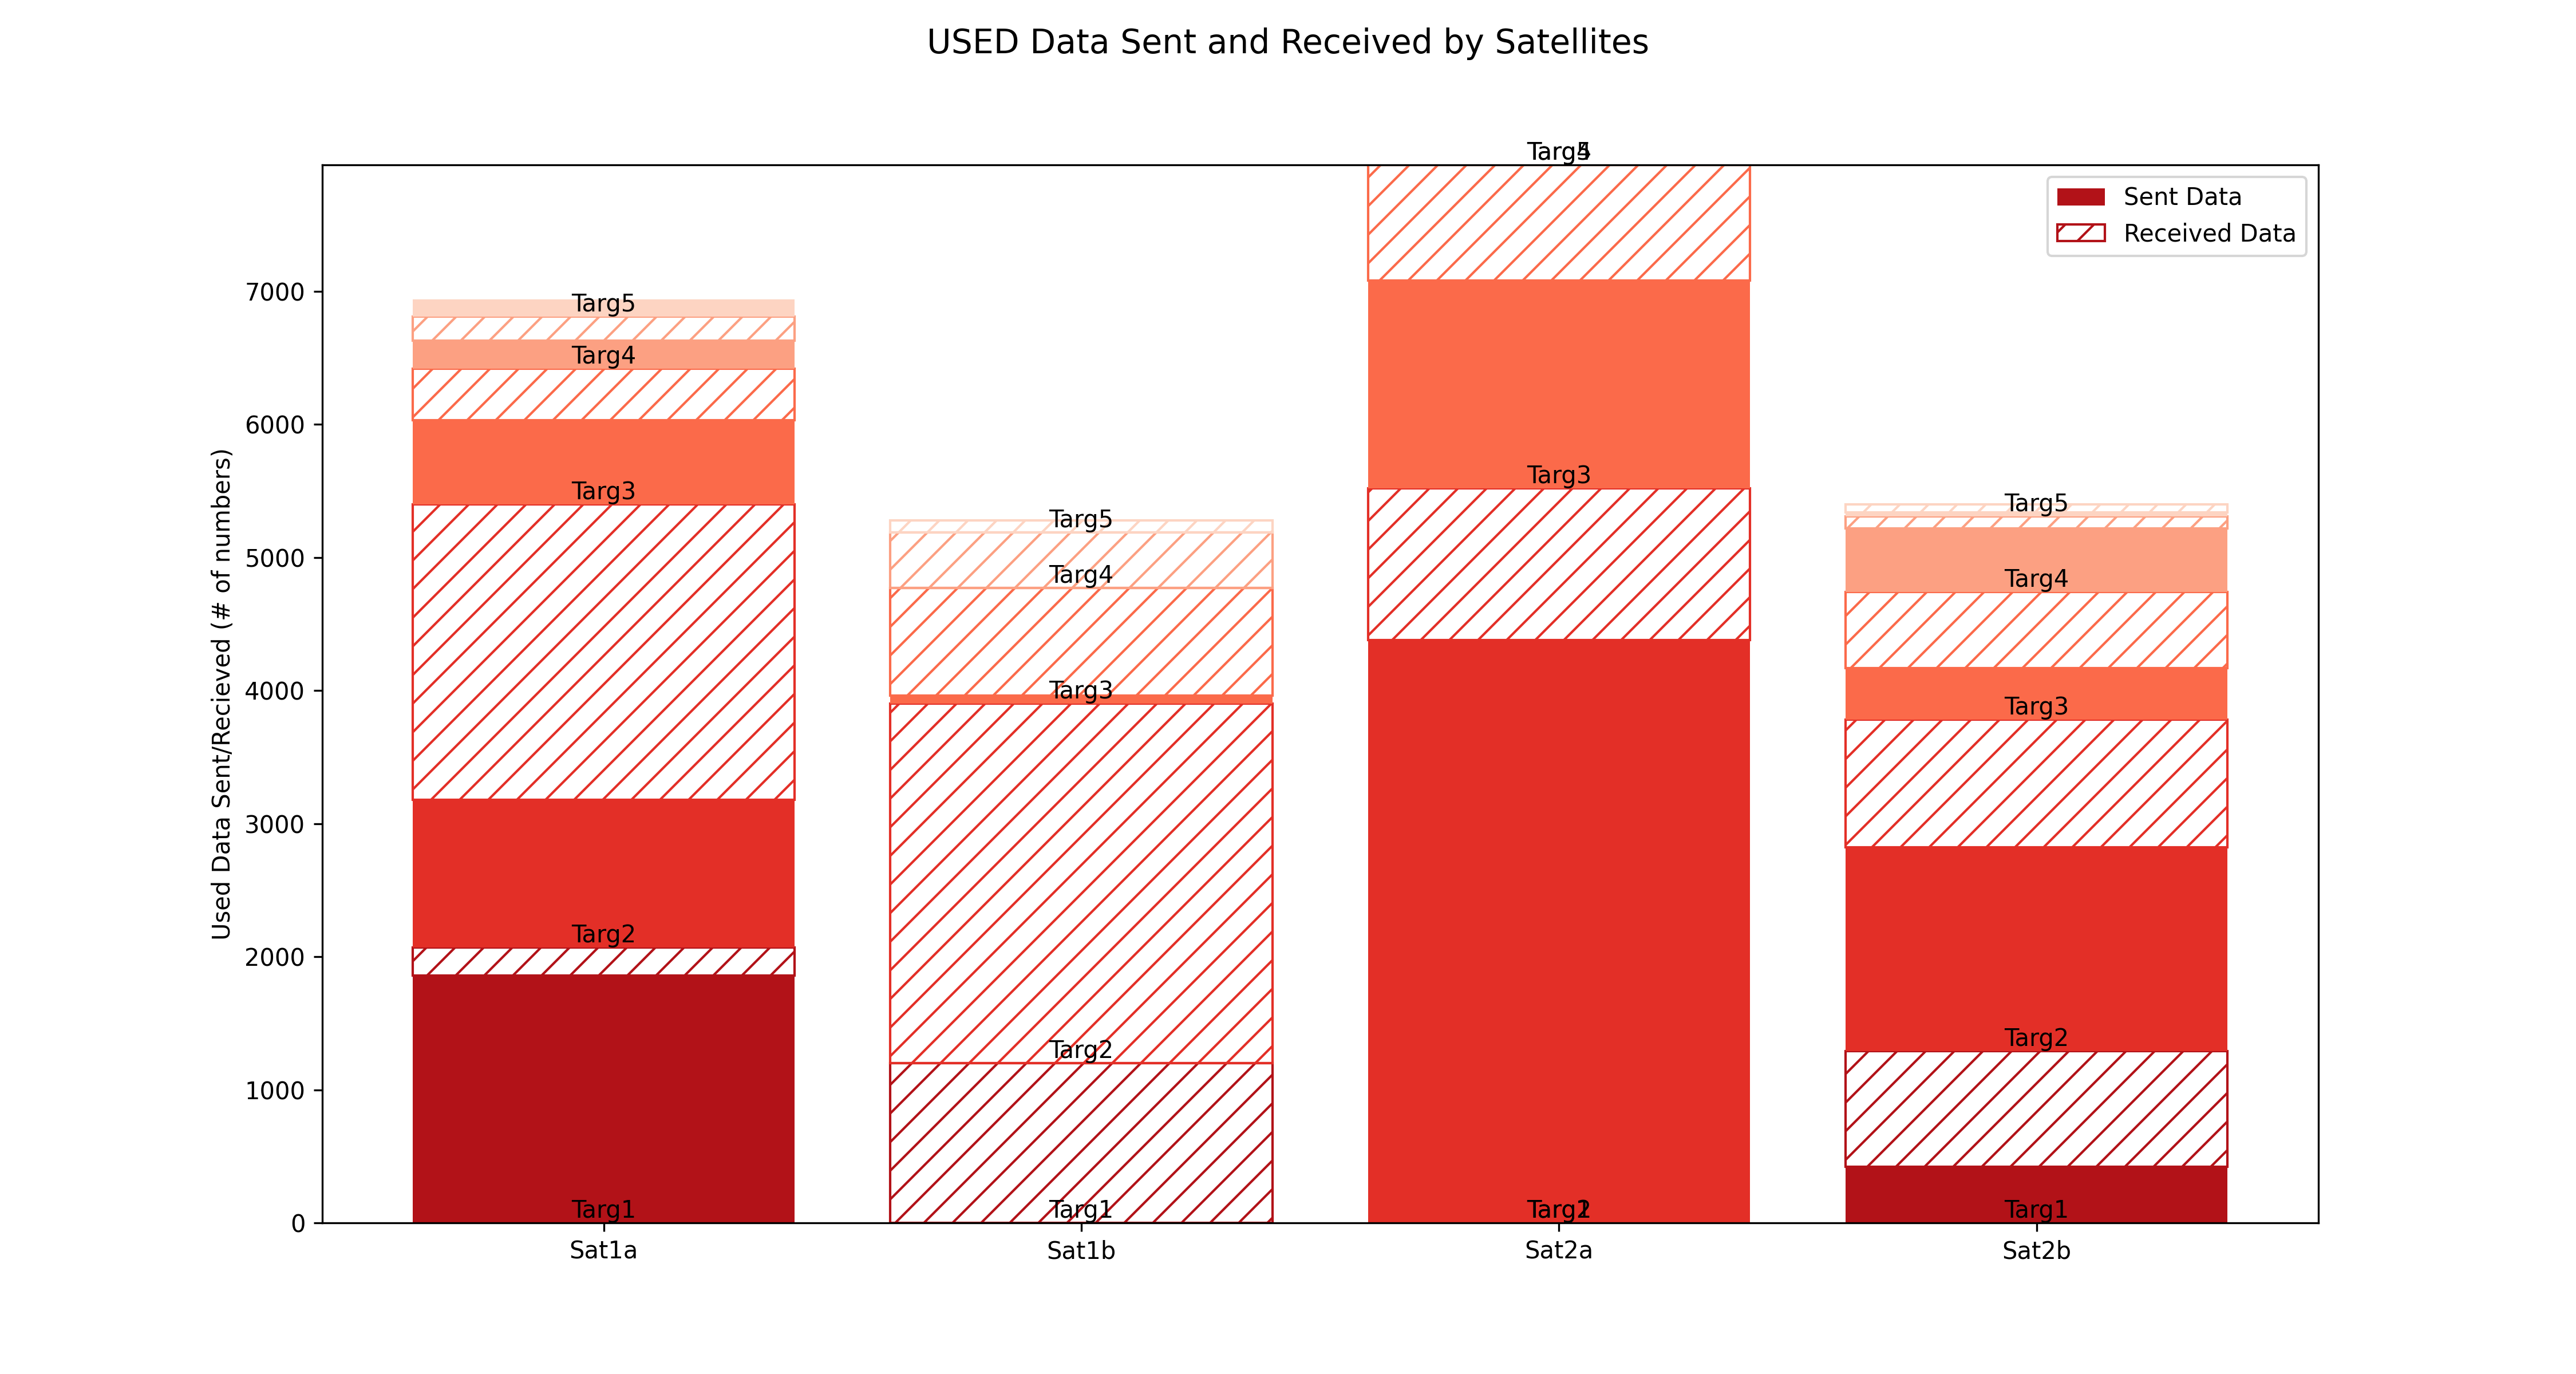 USED Data Sent and Received by Satellites
Sent Data
Received Data
Used Data Sent/Recieved (# of numbers)
7000
6000
5000
4000
3000
2000
1000
0
Targ5
Targ4
Targ3
Targ2
Targ1
Targ5
Targ4
Targ3
Targ2
Targ1
Targ3
Targ5
Targ4
Targ3
Targ2
Targ1
Sat1a
Sat1b
Sat2a
Sat2b